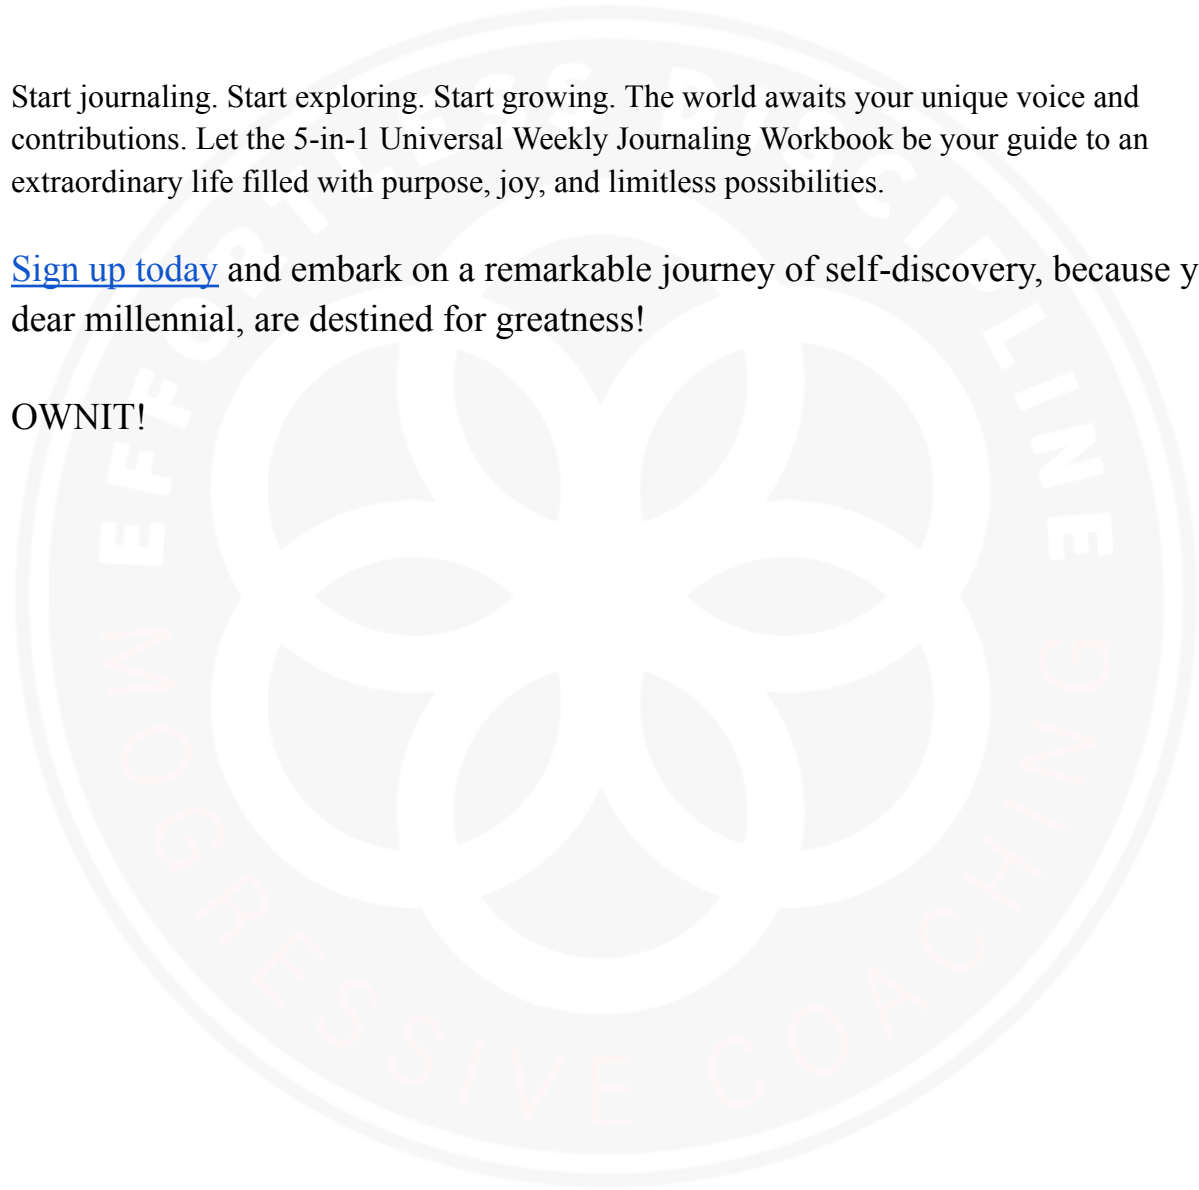 Start journaling. Start exploring. Start growing. The world awaits your unique voice and
contributions. Let the 5-in-1 Universal Weekly Journaling Workbook be your guide to an
extraordinary life filled with purpose, joy, and limitless possibilities.
Sign up today and embark on a remarkable journey of self-discovery, because y
dear millennial, are destined for greatness!
OWNIT!
EFFORTLESS DISCIPLINE
MOGRESSIVE COACHING